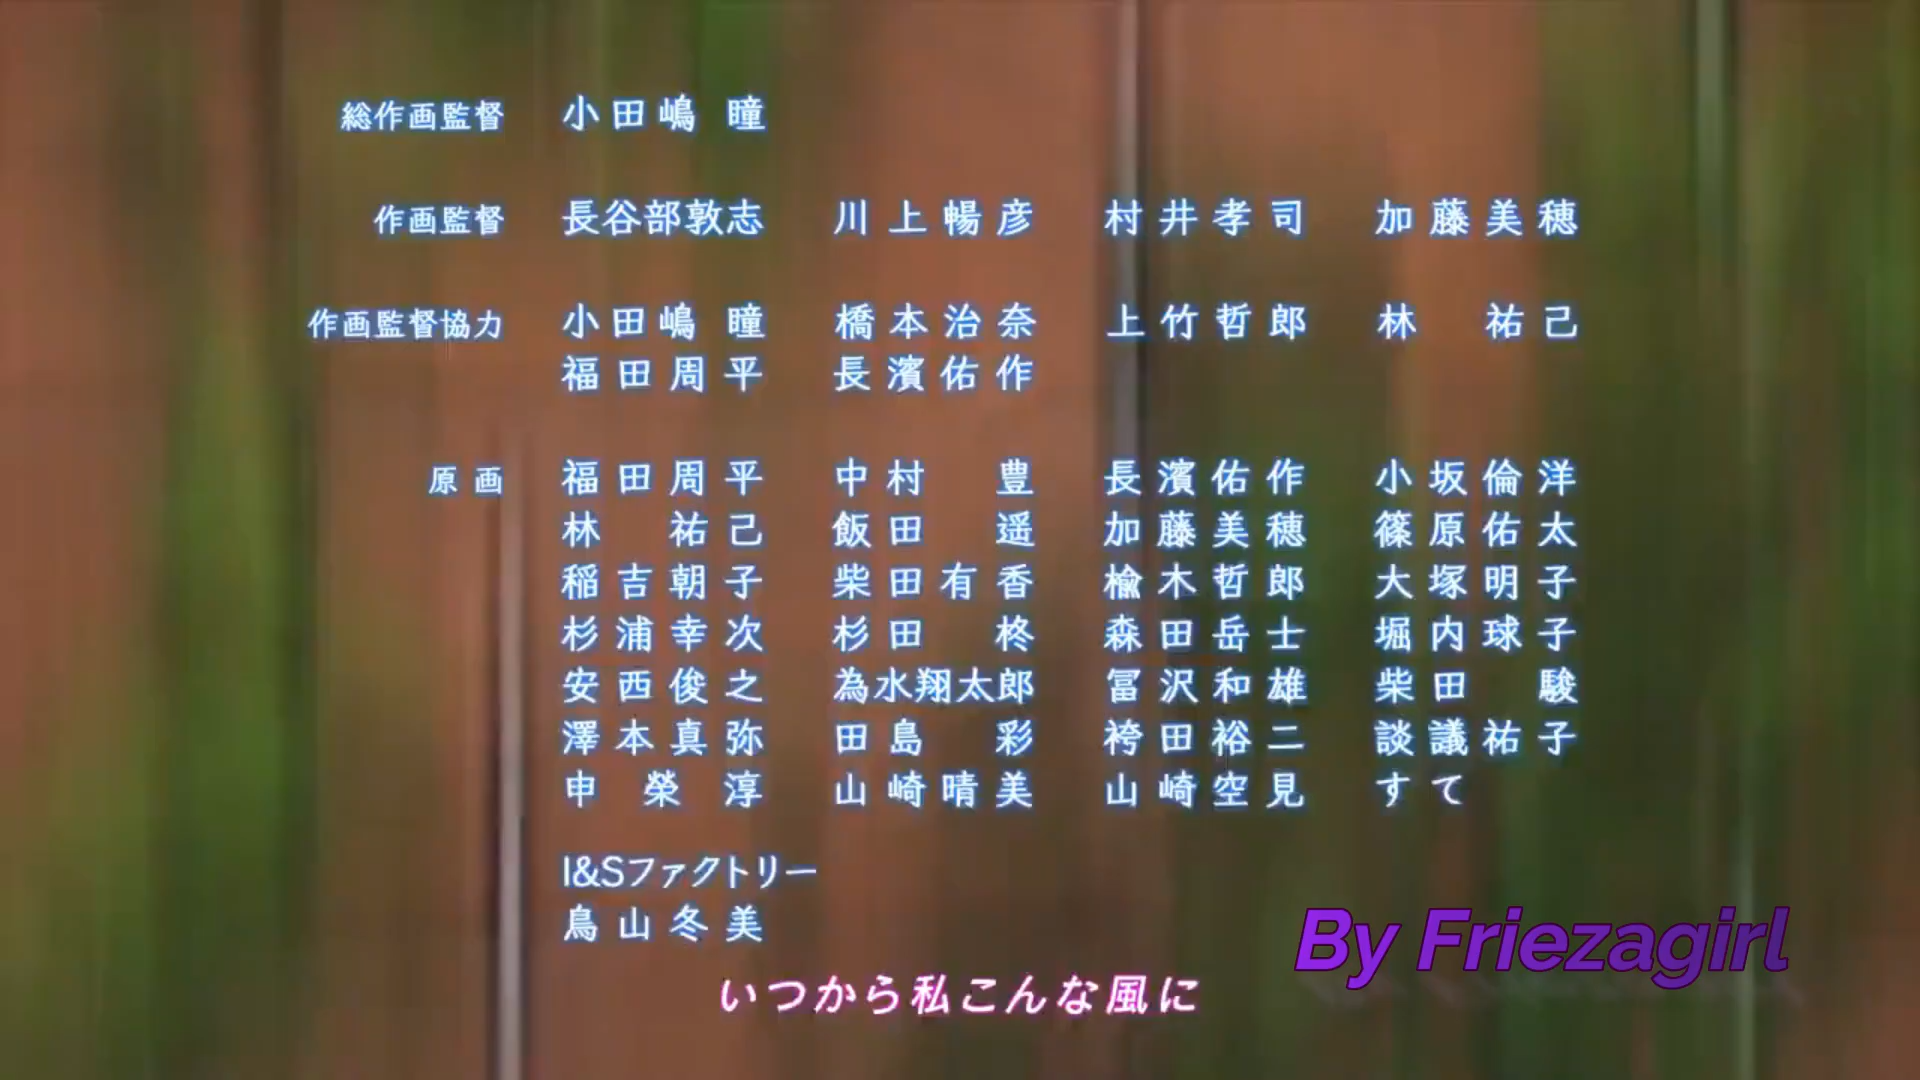 総作画監督 小田嶋 瞳
作画監督 長谷部敦志 川上暢彦 村井孝司 加藤美穂
作画監督協力 小田嶋 瞳 橋本治奈 上竹哲郎 林 祐己
福田周平 長濱佑作
原画 福田周平 中村 豊 長濱佑作 小坂倫洋
林 祐己 飯田 遥 加藤美穂 篠原佑太
稲吉朝子 柴田有香 楡木哲郎 大塚明子
杉浦幸次 杉田 柊 森田岳士 堀内球子
安西俊之 為水翔太郎 冨沢和雄 柴田 駿
澤本真弥 田島 彩 袴田裕二 談議祐子
申 榮 淳 山崎晴美 山崎空見 すて
I&Sファクトリー
鳥山冬美
By Friezagirl
いつから私こんな風に